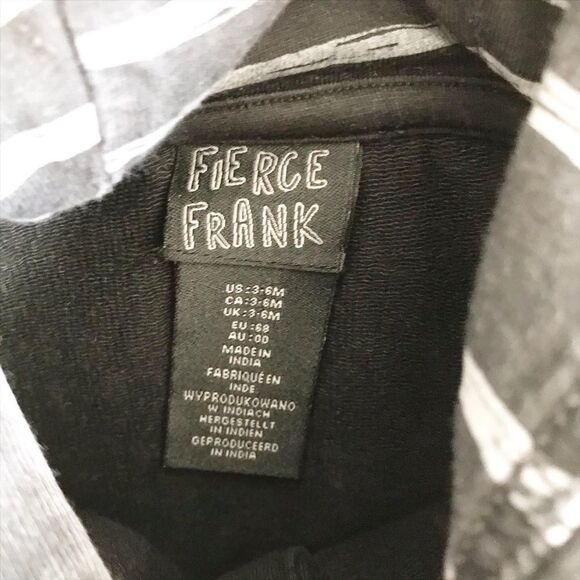 FiERCE
FRANK
US:3-6M
CA:3-6M
UK:3-6M
EU:68
AU:00
MADE IN
INDIA
FABRIQUÉ EN
INDE.
WYPRODUKOWANO
W INDIACH
HERGESTELLT
IN INDIEN
GEPRODUCEERD
IN INDIA